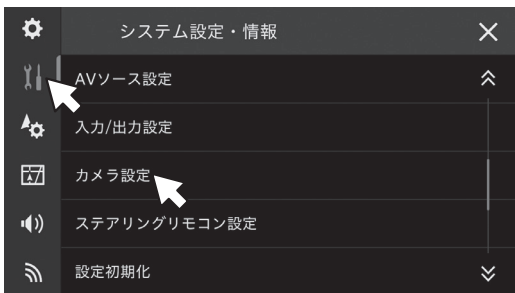 システム設定・情報
AVソース設定
入力/出力設定
カメラ設定
ステアリングリモコン設定
設定初期化